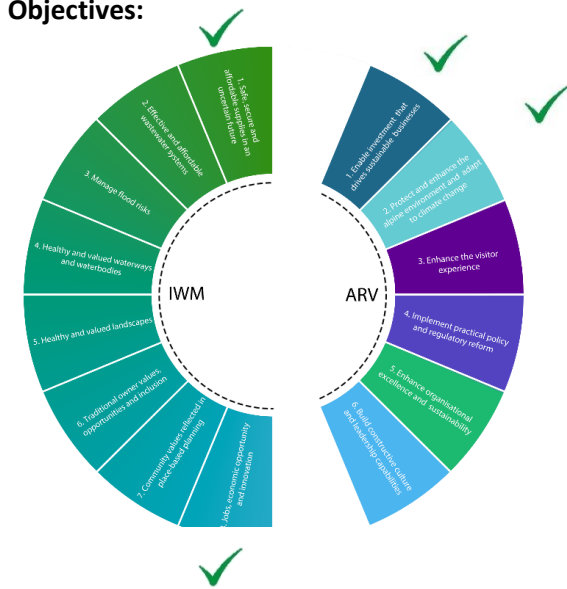 Objectives:
1. Safe, secure and
affordable supplies in an
uncertain future
2. Effective and affordable
wastewater systems
3. Manage flood risks
4. Healthy and valued waterways
and waterbodies
5. Healthy and valued landscapes
6. Traditional owner values,
opportunities and inclusion
7. Community values reflected in
place-based planning
Jobs, economic opportunity
and innovation
IWM
ARV
1. Enable investment that
drives sustainable businesses
2. Protect and enhance the
alpine environment and adapt
to climate change
3. Enhance the visitor
experience
4. Implement practical policy
and regulatory reform
5. Enhance organisational
excellence and sustainability
6. Build constructive culture
and leadership capabilities